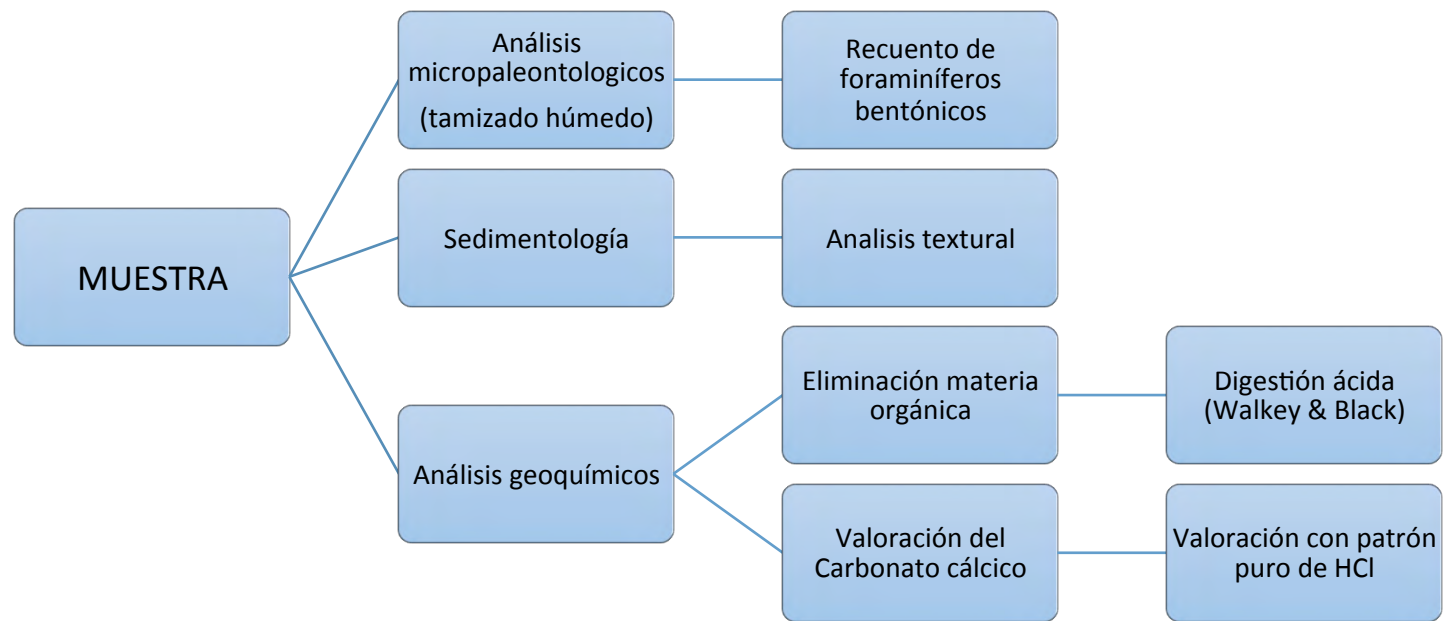 MUESTRA
Análisis
micropaleontologicos
(tamizado húmedo)
Recuento de
foraminíferos
bentónicos
Sedimentología
Analisis textural
Análisis geoquímicos
Eliminación materia
orgánica
Digestión ácida
(Walkey & Black)
Valoración del
Carbonato cálcico
Valoración con patrón
puro de HCl